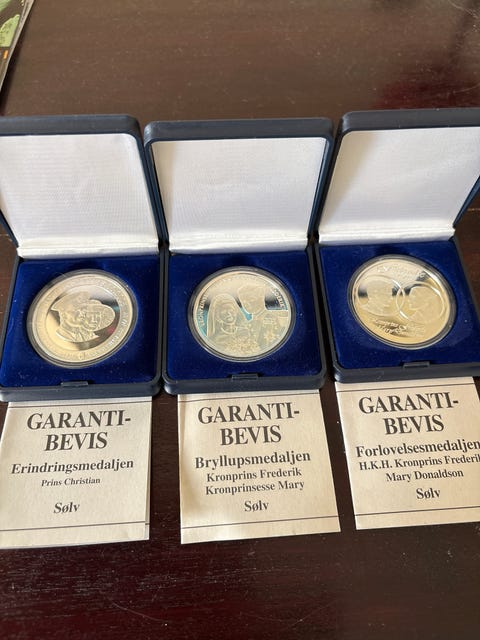 GARANTI-
BEVIS
Erindringsmedaljen
Prins Christian
Sølv
GARANTI-
BEVIS
Bryllupsmedaljen
Kronprins Frederik
Kronprinsesse Mary
Sølv
GARANTI-
BEVIS
Forlovelsesmedaljen
H.K.H. Kronprins Frederik
Mary Donaldson
Sølv